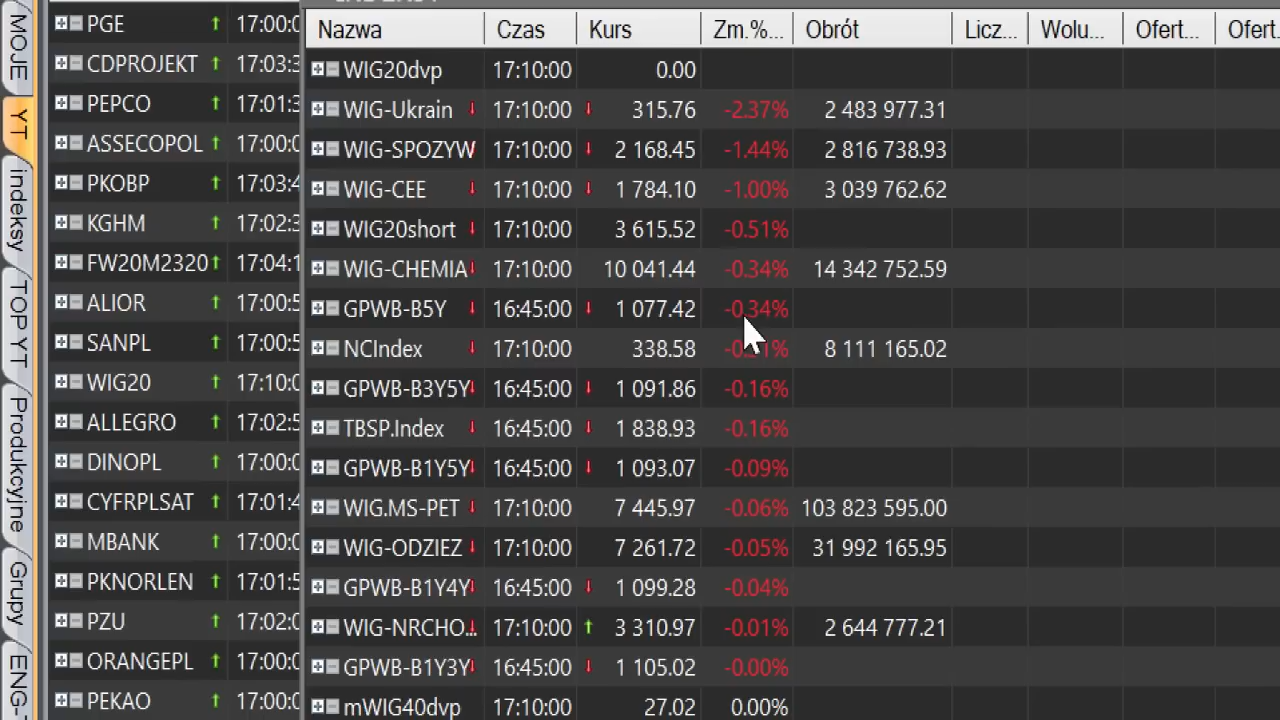 MOJE
YT
indeksy
TOP YT
Produkcyjne
Grupy
ENG-
PGE 17:00:0
CDPROJEKT 17:03:3
PEPCO 17:01:3
ASSECOPOL 17:00:0
PKOBP 17:03:4
KGHM 17:02:3
FW20M2320 17:04:1
ALIOR 17:00:5
SANPL 17:00:5
WIG20 17:10:0
ALLEGRO 17:02:5
DINOPL 17:00:0
CYFRPLSAT 17:01:4
MBANK 17:00:0
PKNORLEN 17:01:5
PZU 17:02:0
ORANGEPL 17:00:0
PEKAO 17:00:0
Nazwa Czas Kurs Zm.%... Obrót Licz... Wolu... Ofert... Ofert.
WIG20dvp 17:10:00 0.00
WIG-Ukrain 17:10:00 315.76 -2.37% 2 483 977.31
WIG-SPOZYW 17:10:00 2 168.45 -1.44% 2 816 738.93
WIG-CEE 17:10:00 1 784.10 -1.00% 3 039 762.62
WIG20short 17:10:00 3 615.52 -0.51%
WIG-CHEMIA 17:10:00 10 041.44 -0.34% 14 342 752.59
GPWB-B5Y 16:45:00 1 077.42 -0.34%
NCIndex 17:10:00 338.58 8 111 165.02
GPWB-B3Y5Y 16:45:00 1 091.86 -0.16%
TBSP.Index 16:45:00 1 838.93 -0.16%
GPWB-B1Y5Y 16:45:00 1 093.07 -0.09%
WIG.MS-PET 17:10:00 7 445.97 -0.06% 103 823 595.00
WIG-ODZIEZ 17:10:00 7 261.72 -0.05% 31 992 165.95
GPWB-B1Y4Y 16:45:00 1 099.28 -0.04%
WIG-NRCHO... 17:10:00 3 310.97 -0.01% 2 644 777.21
GPWB-B1Y3Y 16:45:00 1 105.02 -0.00%
mWIG40dvp 17:10:00 27.02 0.00%